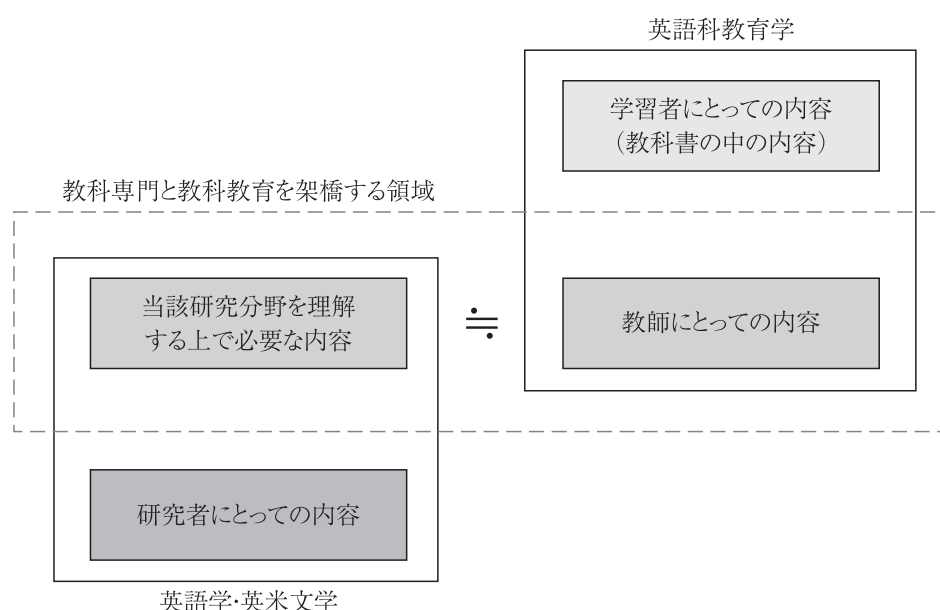 英語科教育学
学習者にとっての内容
（教科書の中の内容）
教科専門と教科教育を架橋する領域
当該研究分野を理解
する上で必要な内容
≒
教師にとっての内容
研究者にとっての内容
英語学・英米文学